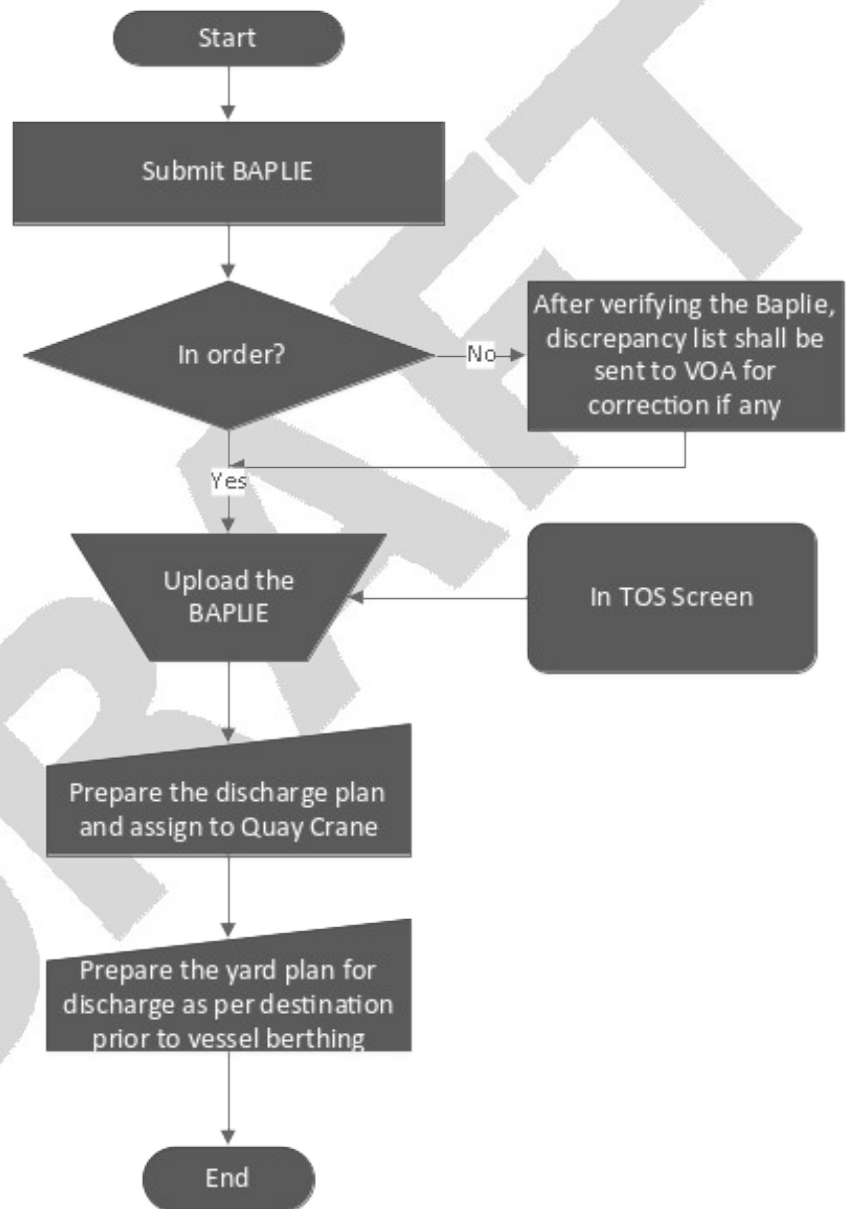 Start
Submit BAPLIE
In order?
No
After verifying the Baplie,
discrepancy list shall be
sent to VOA for
correction if any
Yes
Upload the
BAPLIE
In TOS Screen
Prepare the discharge plan
and assign to Quay Crane
Prepare the yard plan for
discharge as per destination
prior to vessel berthing
End
DRAFT